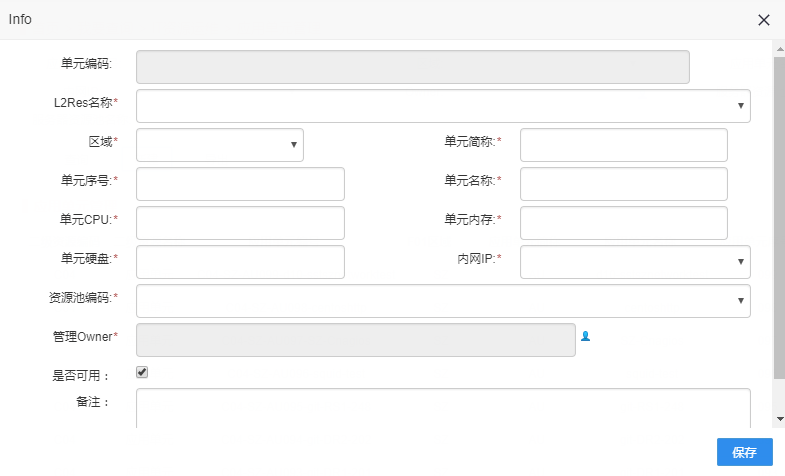 Info
单元编码:
L2Res名称*
区域* 单元简称:*
单元序号:* 单元名称:*
单元CPU:* 单元内存:*
单元硬盘:* 内网IP:*
资源池编码:*
管理Owner*
是否可用：
备注：
保存